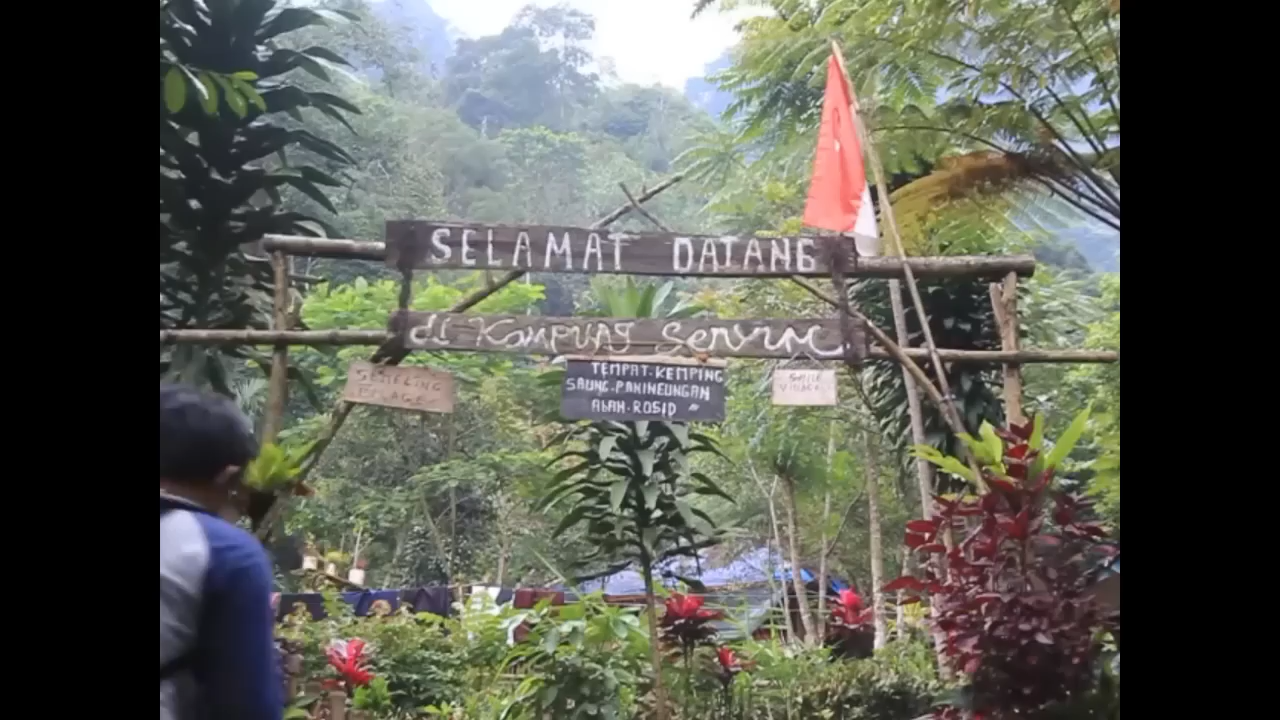 SELAMAT DATANG
di KAMPUNG Senyum
TEMPAT.KEMPING
SAUNG.PANINEUNGAN
ABAH.ROSID